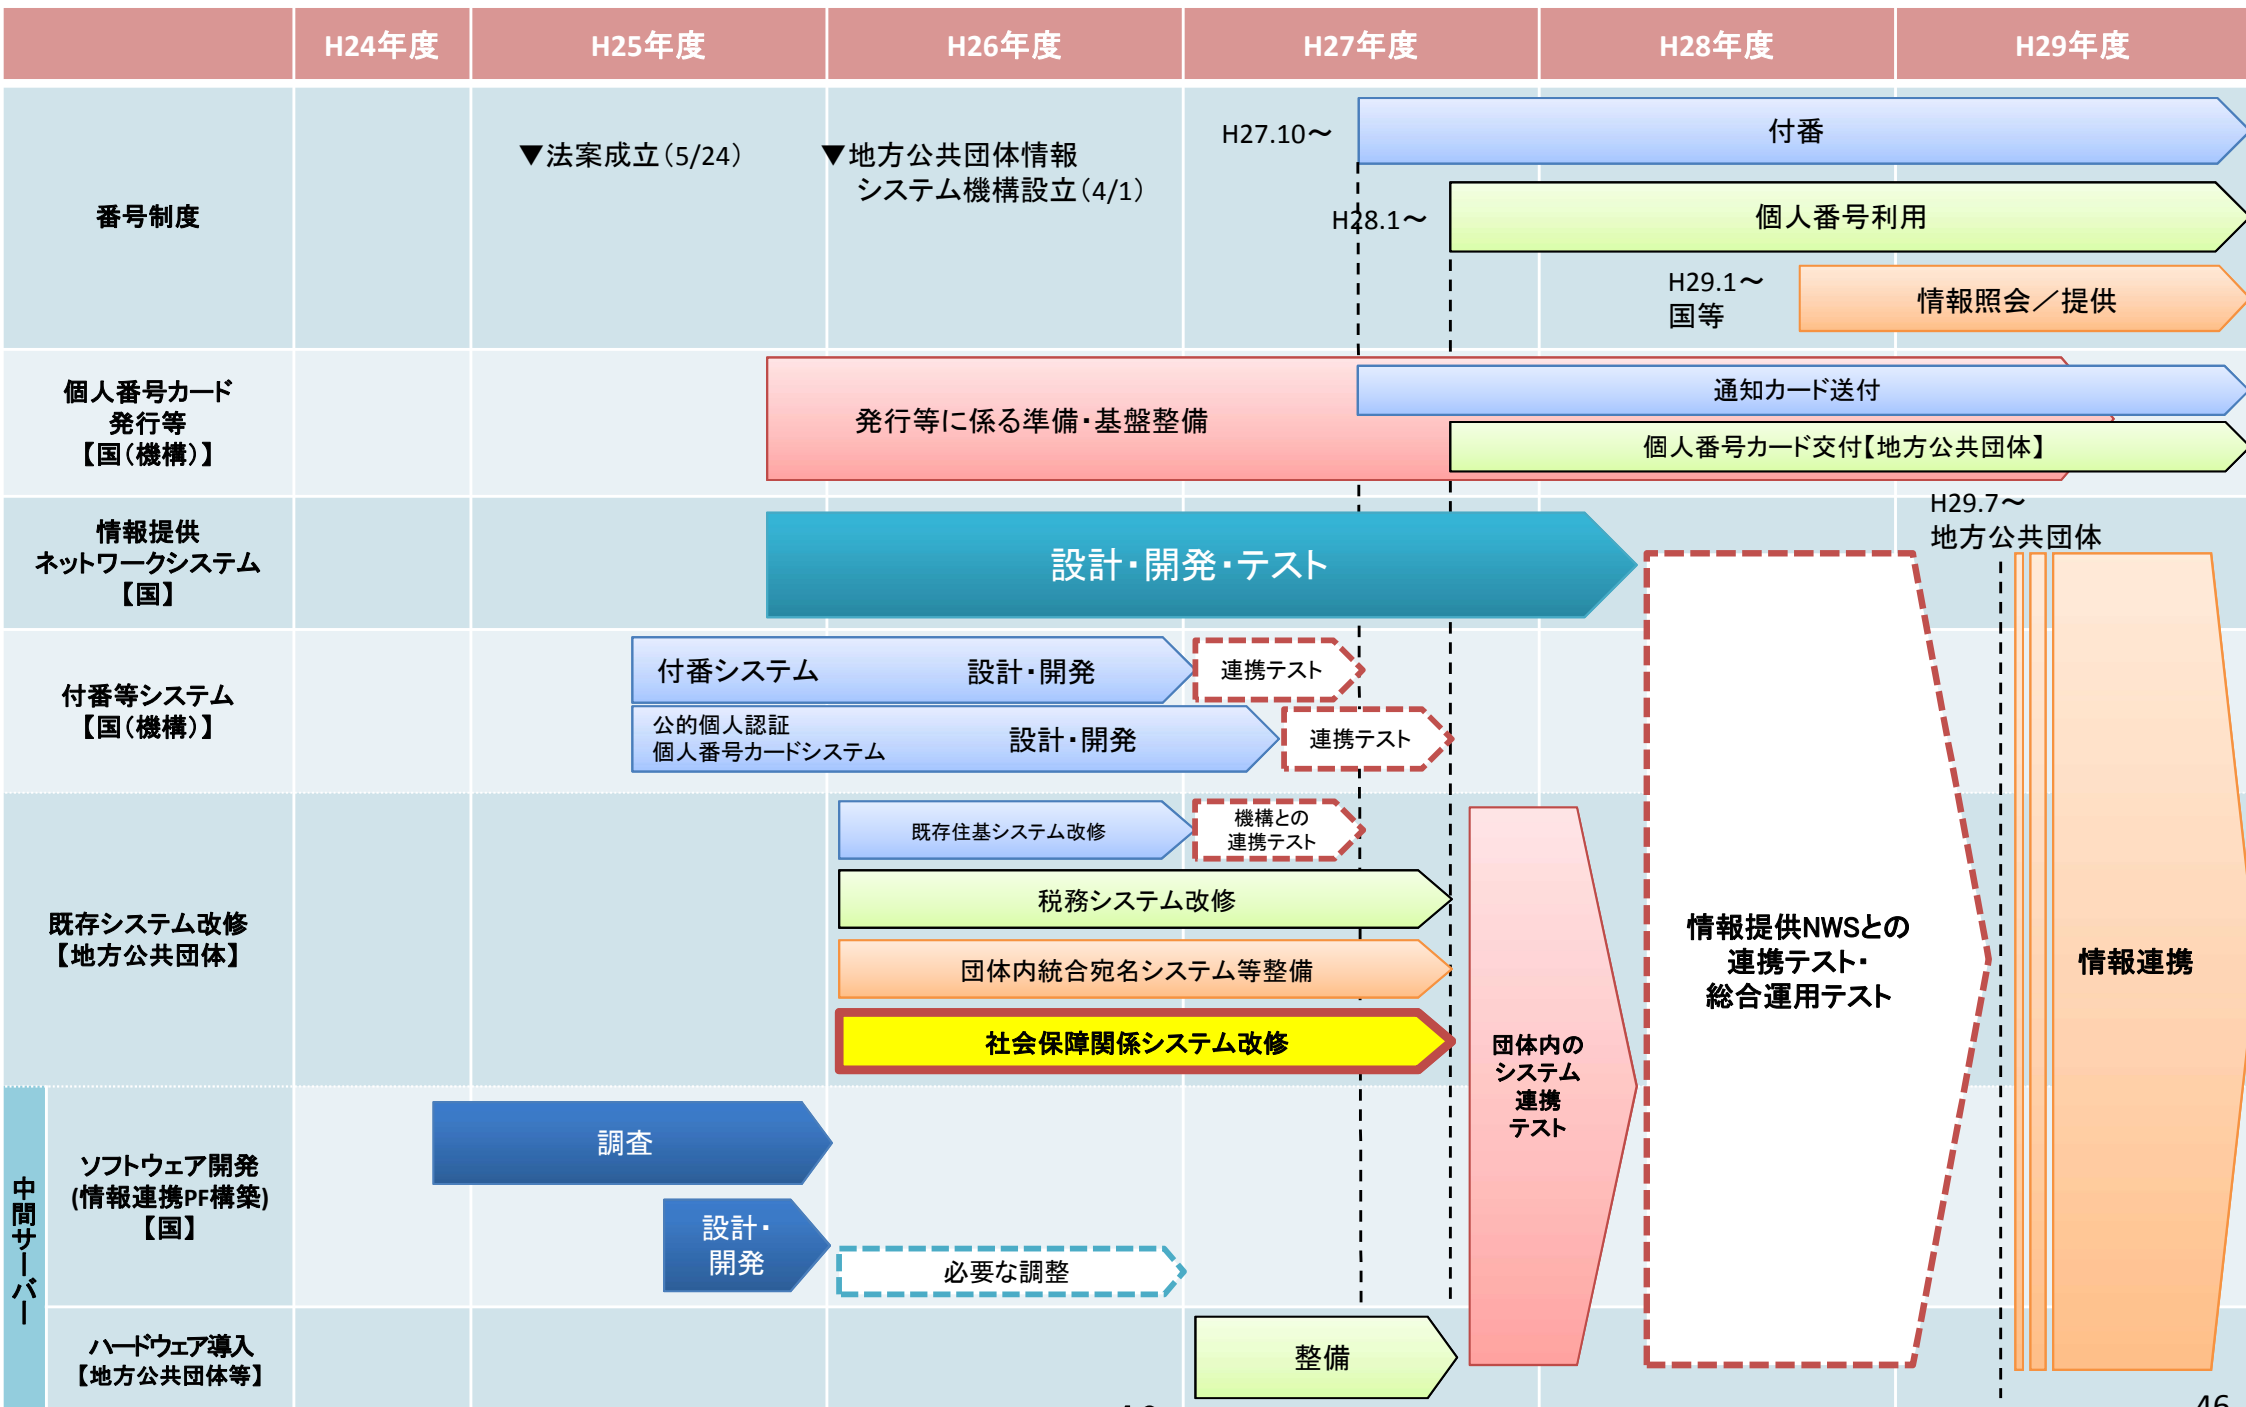 H24年度
H25年度
H26年度
H27年度
H28年度
H29年度
番号制度
▼法案成立(5/24)
▼地方公共団体情報
システム機構設立(4/1)
H27.10～
付番
H28.1～
個人番号利用
H29.1～
国等
情報照会／提供
個人番号カード
発行等
【国(機構)】
発行等に係る準備・基盤整備
通知カード送付
個人番号カード交付【地方公共団体】
情報提供
ネットワークシステム
【国】
設計・開発・テスト
H29.7～
地方公共団体
付番等システム
【国(機構)】
付番システム　設計・開発
連携テスト
公的個人認証
個人番号カードシステム
設計・開発
連携テスト
既存システム改修
【地方公共団体】
既存住基システム改修
機構との
連携テスト
税務システム改修
団体内統合宛名システム等整備
社会保障関係システム改修
団体内の
システム
連携
テスト
情報提供NWSとの
連携テスト・
総合運用テスト
情報連携
中間サーバー
ソフトウェア開発
(情報連携PF構築)
【国】
調査
設計・
開発
必要な調整
ハードウェア導入
【地方公共団体等】
整備
46